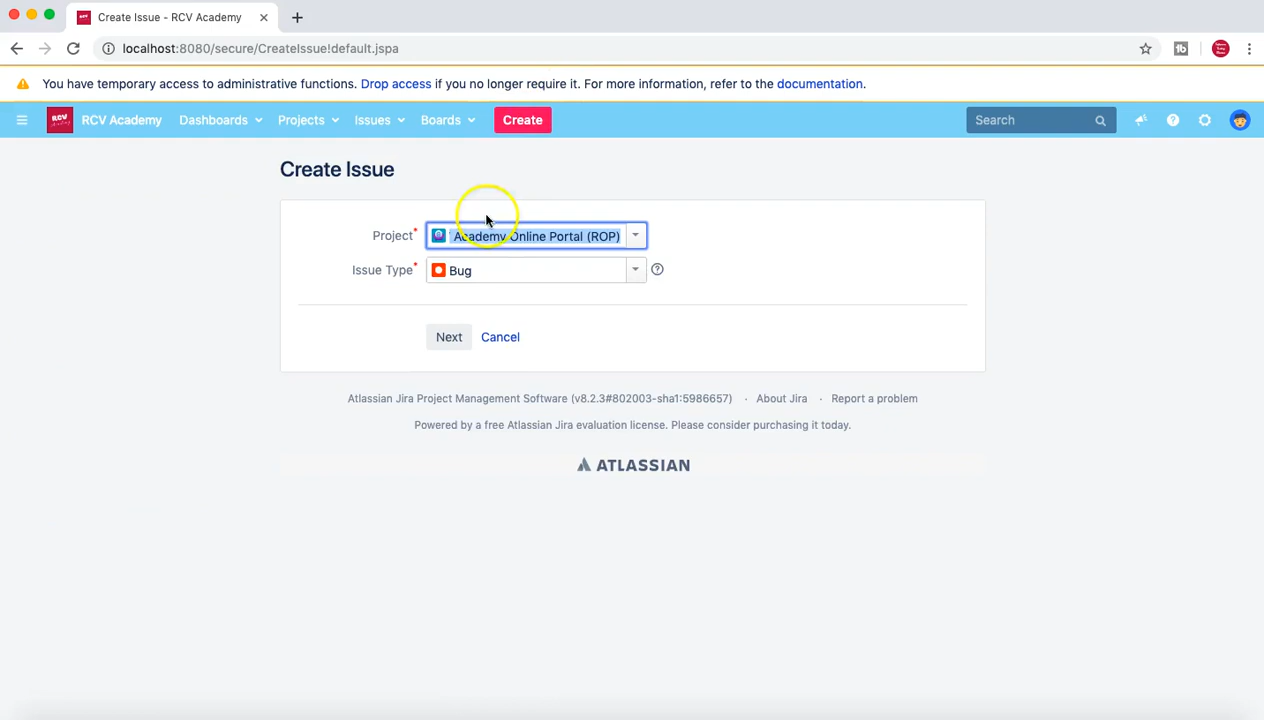 Create Issue - RCV Academy
localhost:8080/secure/CreateIssue!default.jspa
You have temporary access to administrative functions. Drop access if you no longer require it. For more information, refer to the documentation.
RCV Academy Dashboards Projects Issues Boards Create Search
Create Issue
Project* Academy Online Portal (ROP)
Issue Type* Bug
Next Cancel
Atlassian Jira Project Management Software (v8.2.3#802003-sha1:5986657) · About Jira · Report a problem
Powered by a free Atlassian Jira evaluation license. Please consider purchasing it today.
ATLASSIAN